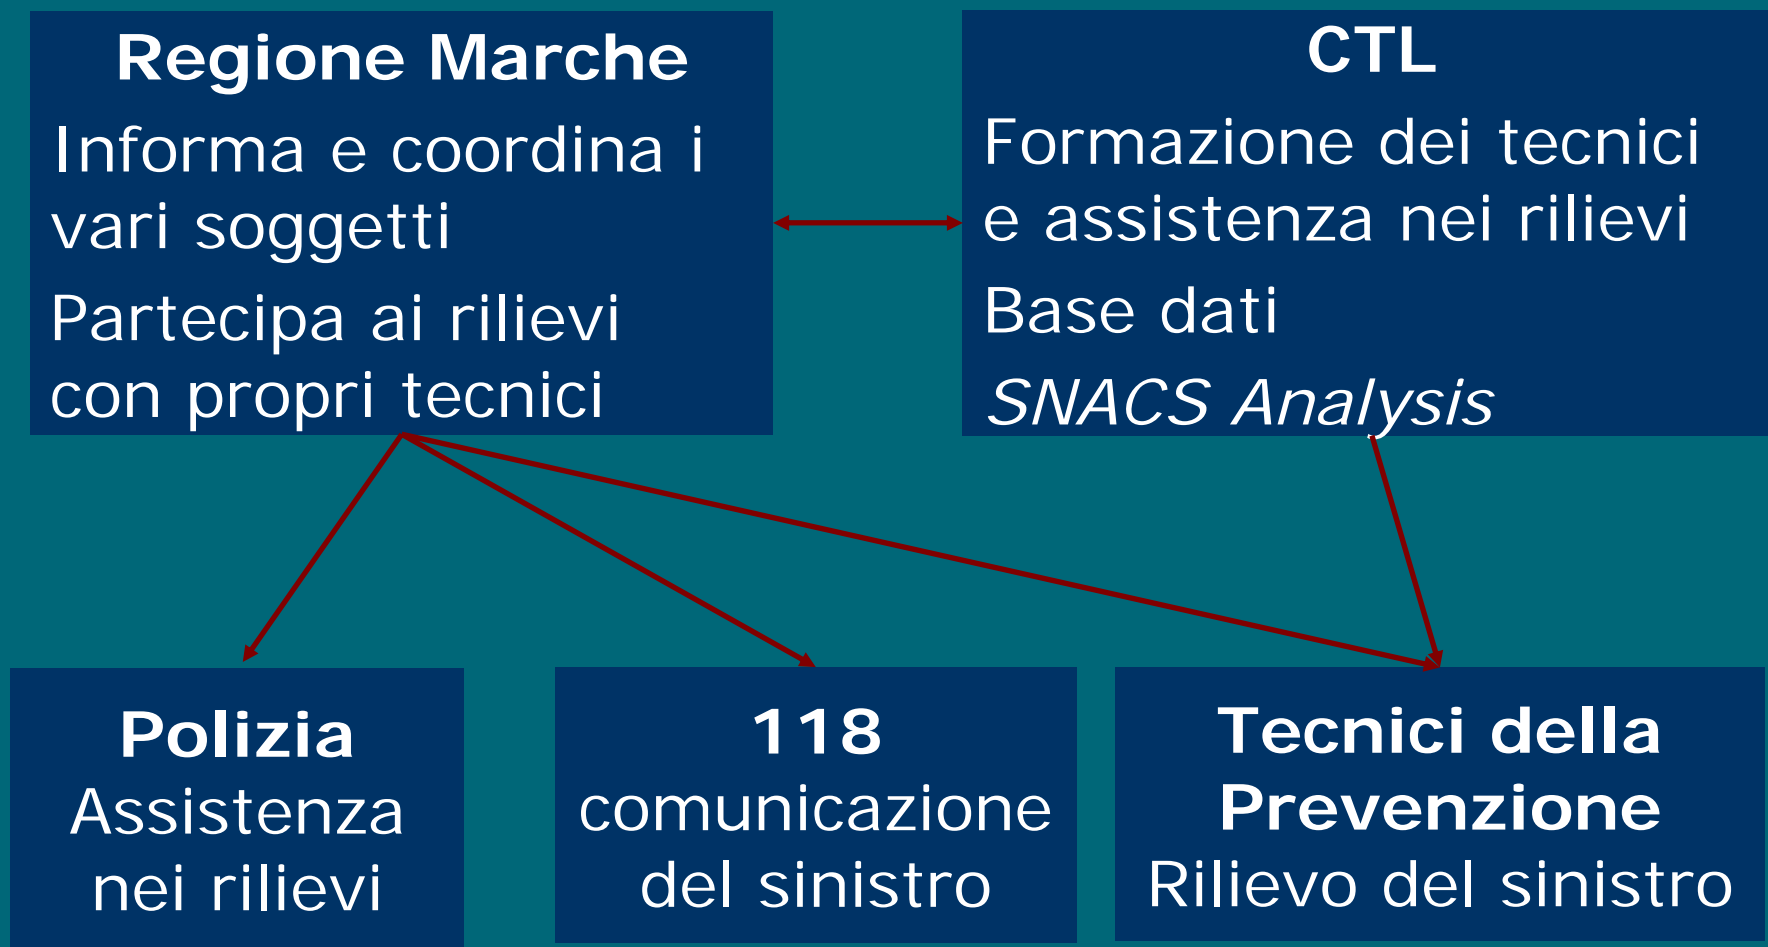 Regione Marche
Informa e coordina i
vari soggetti
Partecipa ai rilievi
con propri tecnici
CTL
Formazione dei tecnici
e assistenza nei rilievi
Base dati
SNACS Analysis
Polizia
Assistenza
nei rilievi
118
comunicazione
del sinistro
Tecnici della
Prevenzione
Rilievo del sinistro